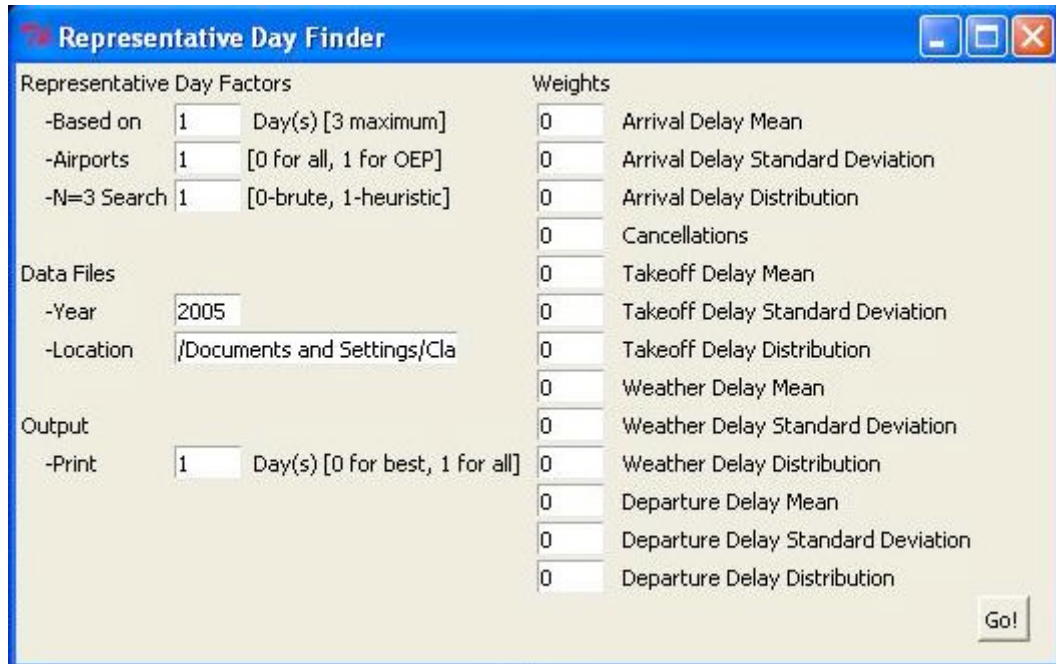 Representative Day Finder
Representative Day Factors
-Based on 1 Day(s) [3 maximum]
-Airports 1 [0 for all, 1 for OEP]
-N=3 Search 1 [0-brute, 1-heuristic]
Data Files
-Year 2005
-Location /Documents and Settings/Cla
Output
-Print 1 Day(s) [0 for best, 1 for all]
Weights
0 Arrival Delay Mean
0 Arrival Delay Standard Deviation
0 Arrival Delay Distribution
0 Cancellations
0 Takeoff Delay Mean
0 Takeoff Delay Standard Deviation
0 Takeoff Delay Distribution
0 Weather Delay Mean
0 Weather Delay Standard Deviation
0 Weather Delay Distribution
0 Departure Delay Mean
0 Departure Delay Standard Deviation
0 Departure Delay Distribution
Go!